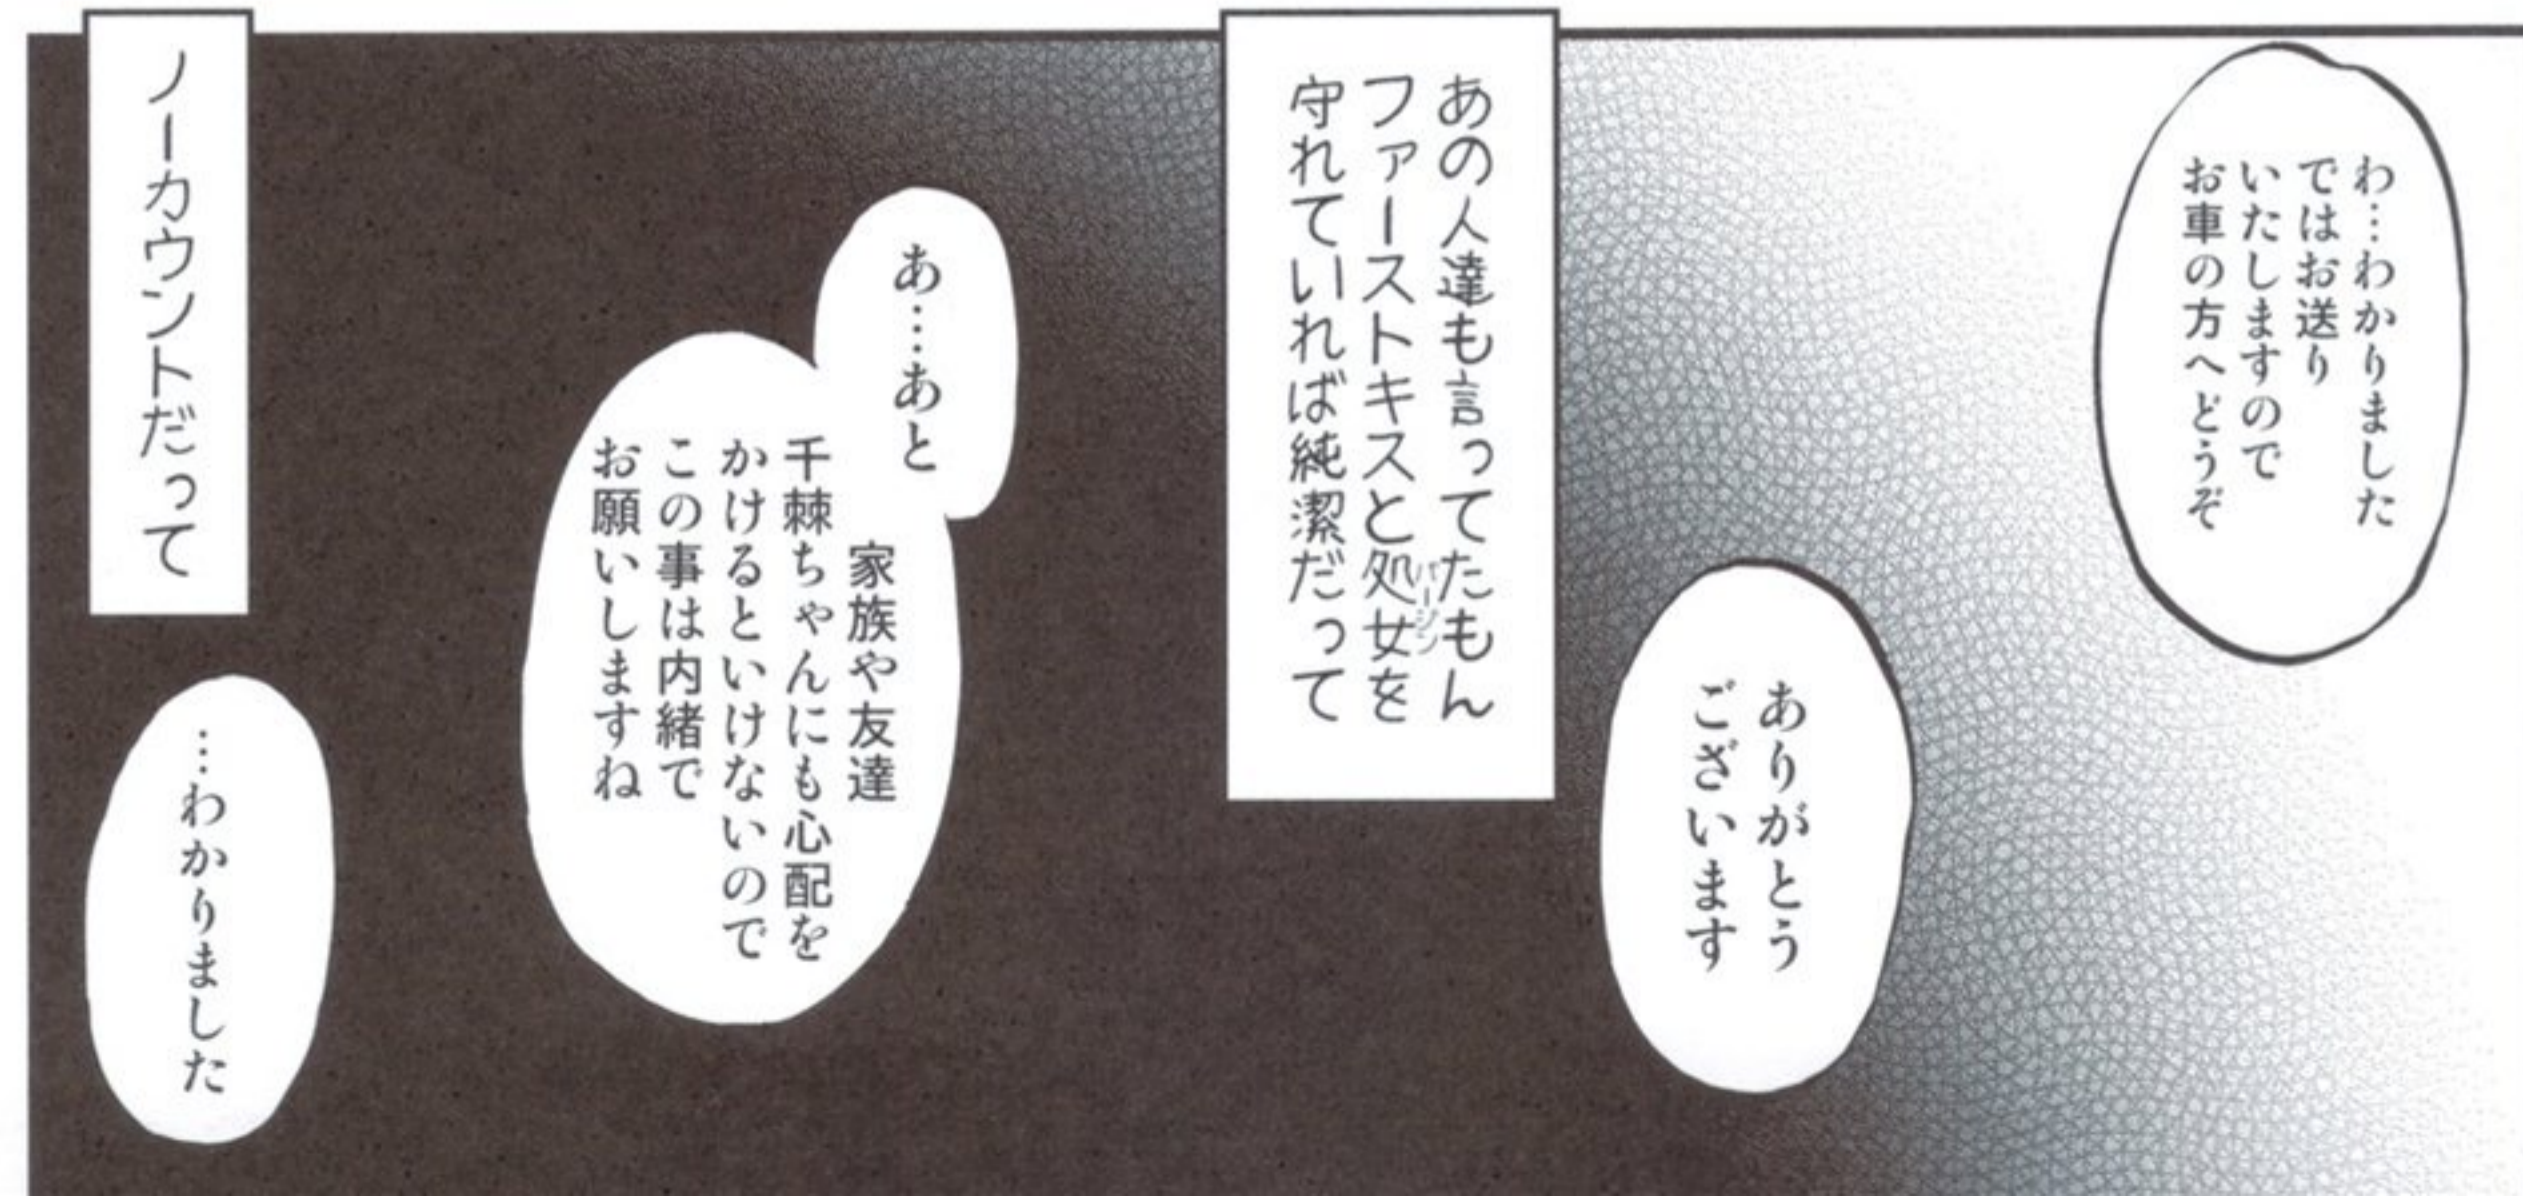 わ…わかりました
ではお送り
いたしますので
お車の方へどうぞ
ありがとう
ございます
あの人達も言ってたもん
ファーストキスと処女を
バージン
守れていれば純潔だって
あ…あと
家族や友達
千棘ちゃんにも心配を
かけるといけないので
この事は内緒で
お願いしますね
ノーカウントだって
…わかりました